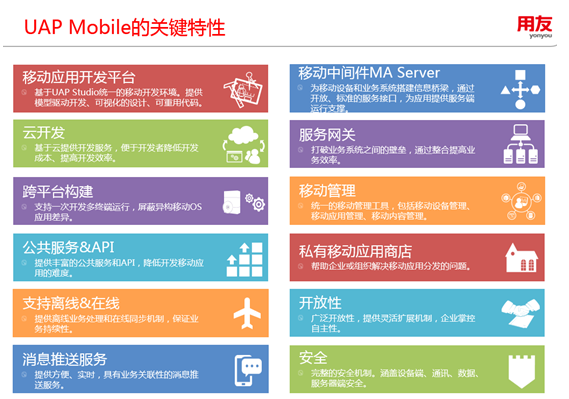 UAP Mobile的关键特性
用友
yonyou
移动应用开发平台
基于UAP Studio统一的移动开发环境。提供
模型驱动开发、可视化的设计、可重用代码。
云开发
基于云提供开发服务，便于开发者降低开发
成本、提高开发效率。
跨平台构建
支持一次开发多终端运行，屏蔽异构移动OS
应用差异。
公共服务&API
提供丰富的公共服务和API，降低开发移动应
用的难度。
支持离线&在线
提供离线业务处理和在线同步机制，保证业
务持续性。
消息推送服务
提供方便、实时，具有业务关联性的消息推
送服务。
移动中间件MA Server
为移动设备和业务系统搭建信息桥梁，通过
开放、标准的服务接口，为应用提供服务端
运行支撑。
服务网关
打破业务系统之间的壁垒，通过整合提高业
务效率。
移动管理
统一的移动管理工具，包括移动设备管理、
移动应用管理、移动内容管理。
私有移动应用商店
帮助企业或组织解决移动应用分发的问题。
开放性
广泛开放性，提供灵活扩展机制，企业掌控
自主性。
安全
完整的安全机制。涵盖设备端、通讯、数据、
服务器端安全。